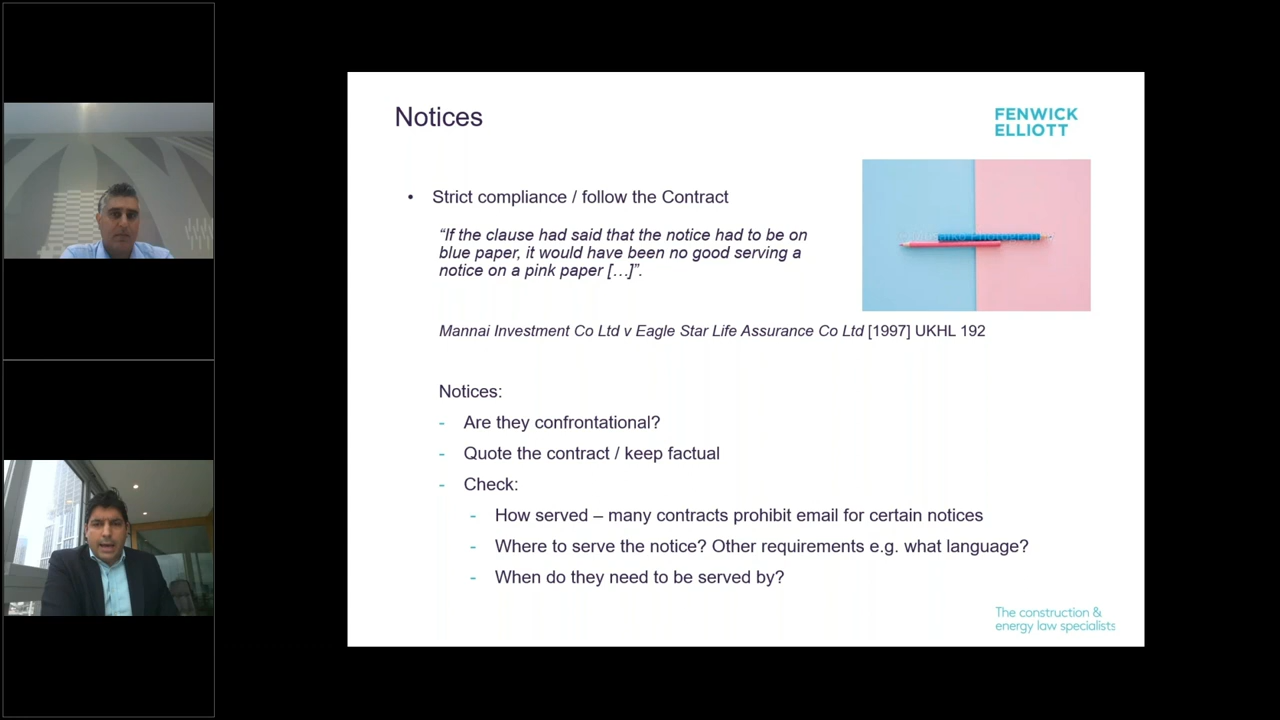 Notices
FENWICK
ELLIOTT
• Strict compliance / follow the Contract
“If the clause had said that the notice had to be on
blue paper, it would have been no good serving a
notice on a pink paper […]”.
Mannai Investment Co Ltd v Eagle Star Life Assurance Co Ltd [1997] UKHL 192
Notices:
- Are they confrontational?
- Quote the contract / keep factual
- Check:
- How served – many contracts prohibit email for certain notices
- Where to serve the notice? Other requirements e.g. what language?
- When do they need to be served by?
The construction &
energy law specialists